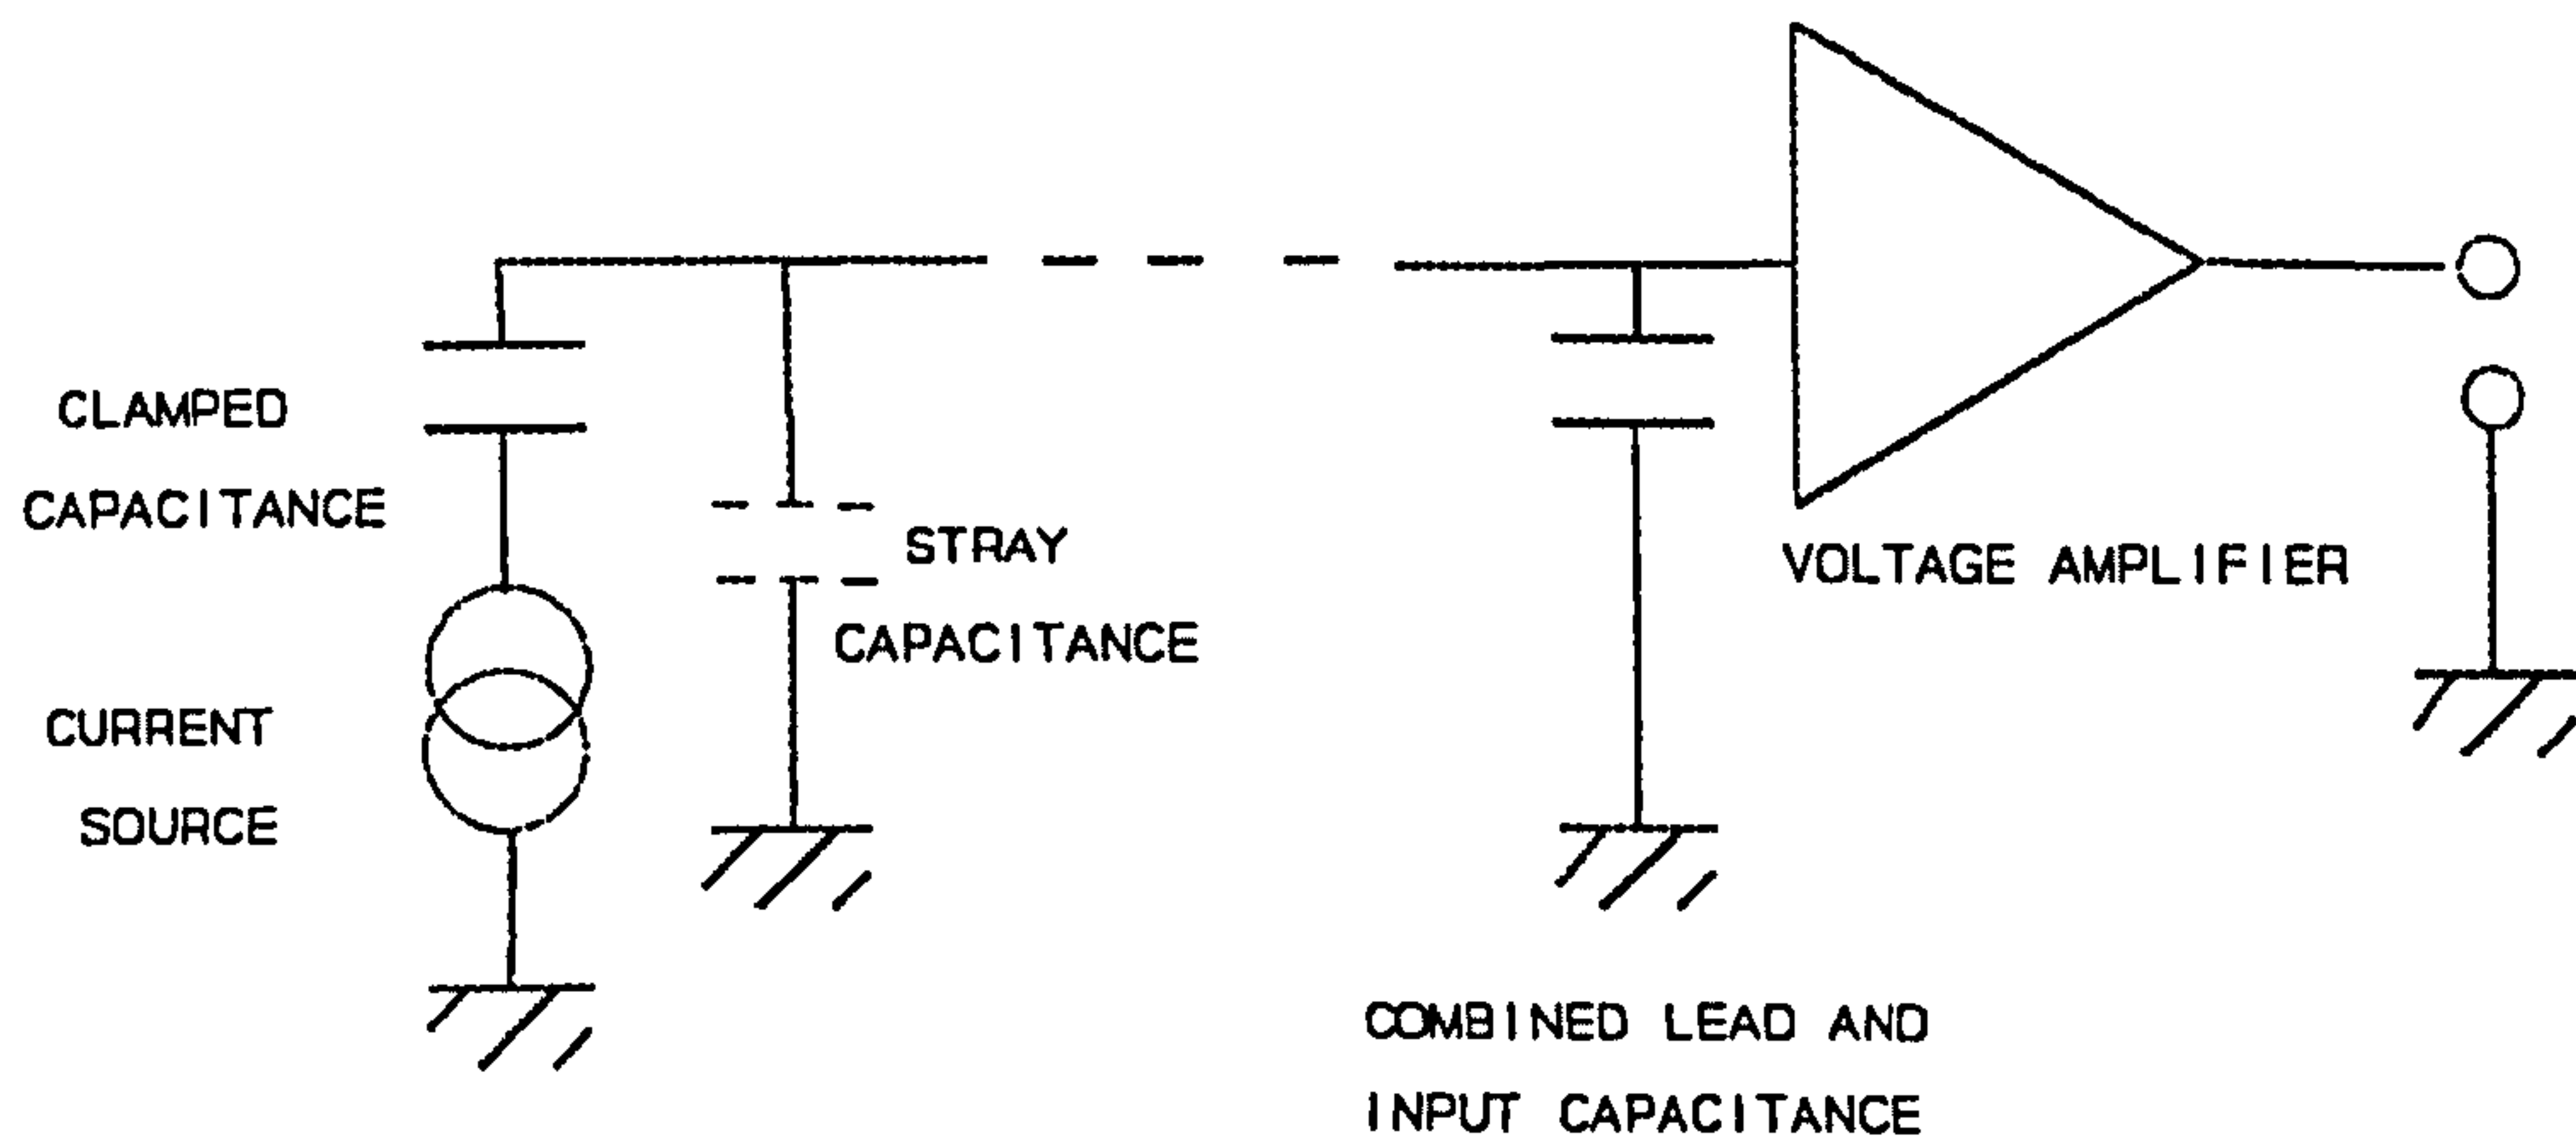 CLAMPED
CAPACITANCE
STRAY
CAPACITANCE
CURRENT
SOURCE
VOLTAGE AMPLIFIER
COMBINED LEAD AND
INPUT CAPACITANCE